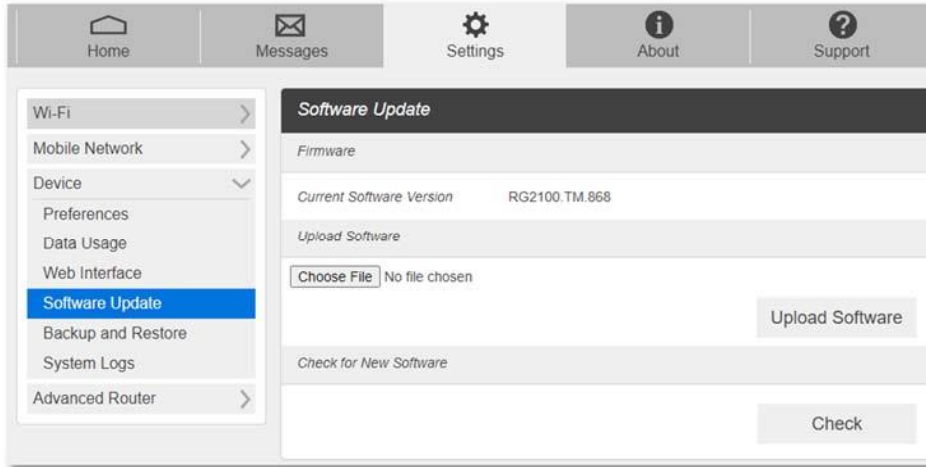 Home Messages Settings About Support
Wi-Fi
Mobile Network
Device
Preferences
Data Usage
Web Interface
Software Update
Backup and Restore
System Logs
Advanced Router
Software Update
Firmware
Current Software Version RG2100.TM.868
Upload Software
Choose File No file chosen
Upload Software
Check for New Software
Check